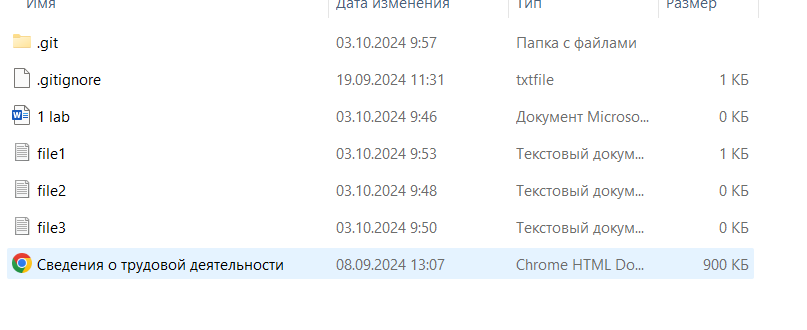 Имя Дата изменения Тип Размер
.git 03.10.2024 9:57 Папка с файлами
.gitignore 19.09.2024 11:31 txtfile 1 КБ
1 lab 03.10.2024 9:46 Документ Microso... 0 КБ
file1 03.10.2024 9:53 Текстовый докум... 1 КБ
file2 03.10.2024 9:48 Текстовый докум... 0 КБ
file3 03.10.2024 9:50 Текстовый докум... 0 КБ
Сведения о трудовой деятельности 08.09.2024 13:07 Chrome HTML Do... 900 КБ